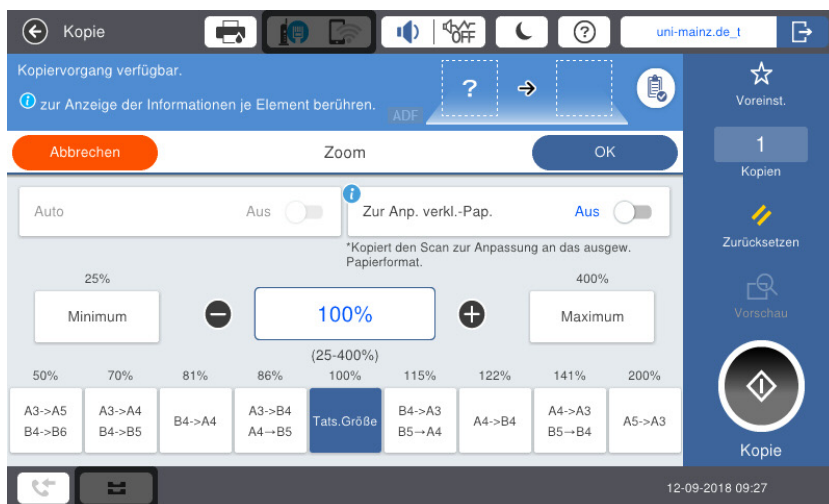 Kopie
OFF
?
uni-mainz.de_t
Kopiervorgang verfügbar.
i zur Anzeige der Informationen je Element berühren.
ADF
?
Voreinst.
1
Kopien
Abbrechen
Zoom
OK
Auto
Aus
i
Zur Anp. verkl.-Pap.
Aus
*Kopiert den Scan zur Anpassung an das ausgew.
Papierformat.
Zurücksetzen
25%
400%
Minimum
100%
Maximum
(25-400%)
Vorschau
50%
70%
81%
86%
100%
115%
122%
141%
200%
A3->A5
B4->B6
A3->A4
B4->B5
B4->A4
A3->B4
A4→B5
Tats.Größe
B4->A3
B5→A4
A4->B4
A4->A3
B5→B4
A5->A3
Kopie
12-09-2018 09:27